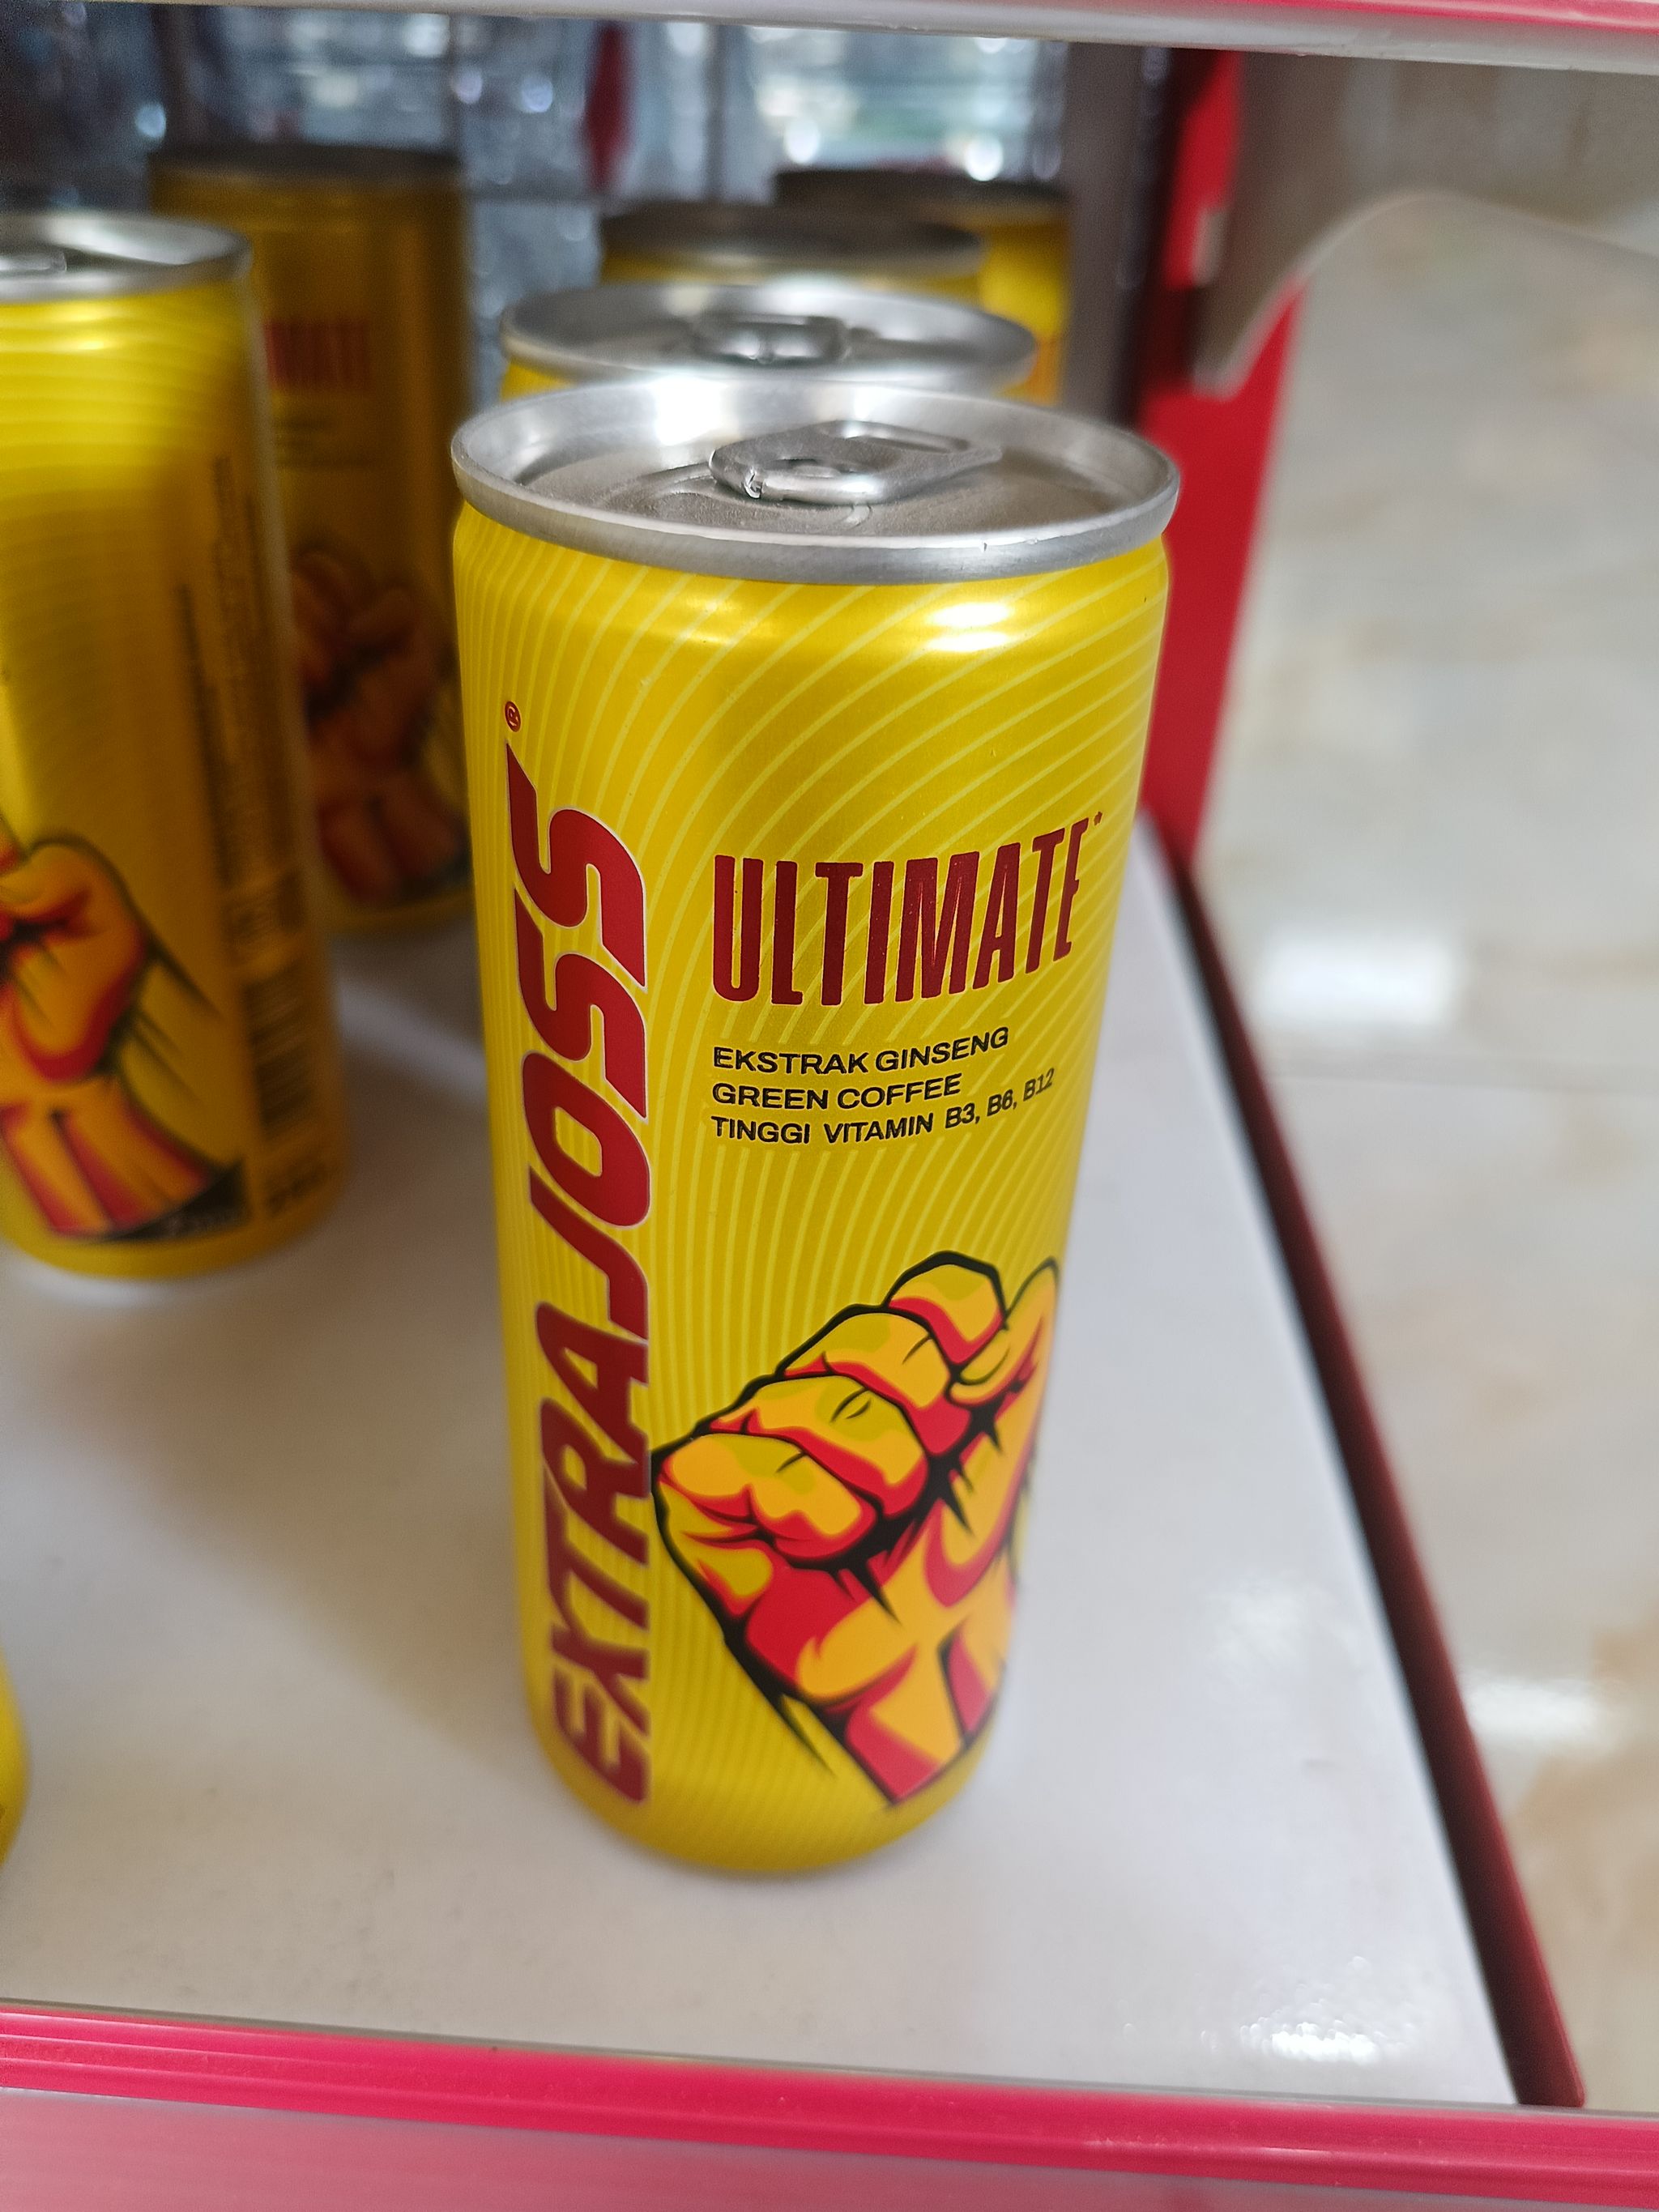 EXTRAJOSS®
ULTIMATE*
EKSTRAK GINSENG
GREEN COFFEE
TINGGI VITAMIN B3, B6, B12